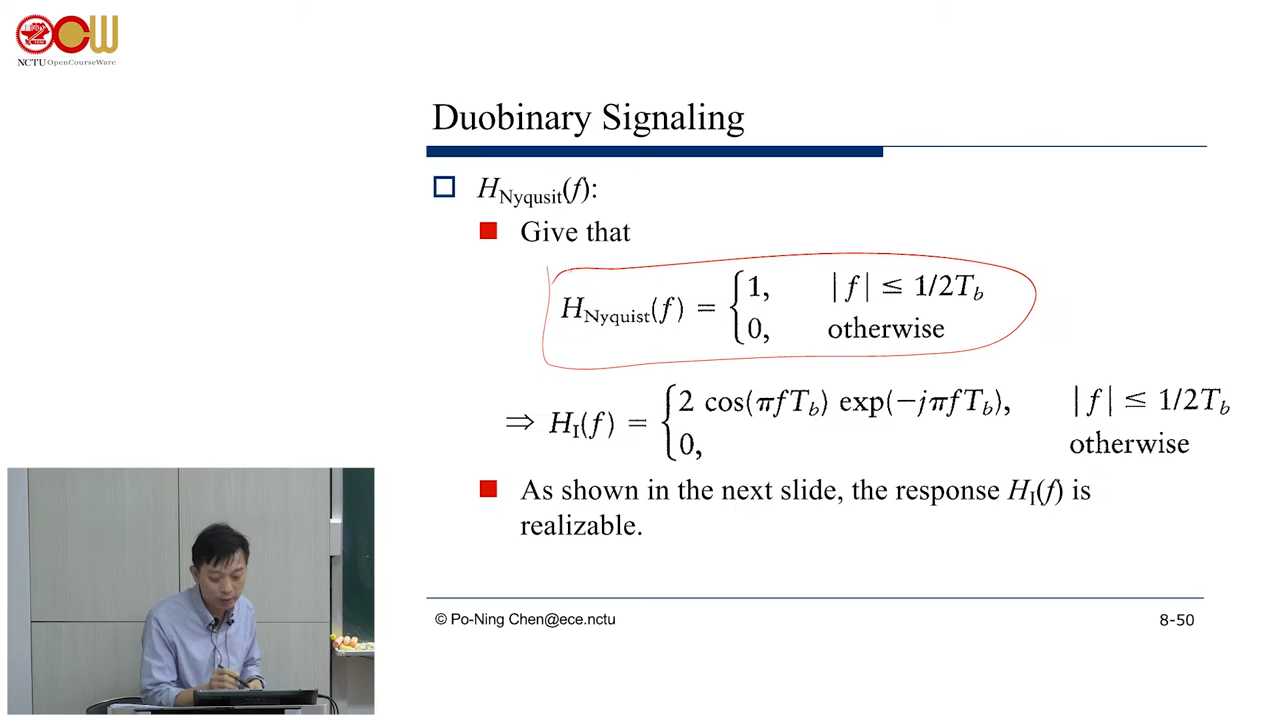 NCTU OpenCourseWare
Duobinary Signaling
H_Nyqusit(f):
Give that
H_Nyquist(f) = { 1, |f| ≤ 1/2T_b
0, otherwise
⇒ H_I(f) = { 2 cos(πfT_b) exp(−jπfT_b), |f| ≤ 1/2T_b
0, otherwise
As shown in the next slide, the response H_I(f) is
realizable.
© Po-Ning Chen@ece.nctu
8-50